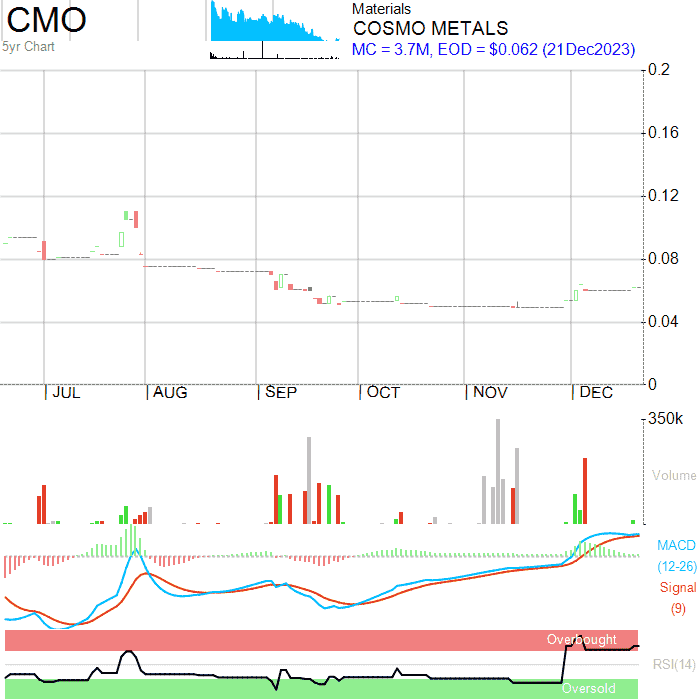 CMO
5yr Chart
Materials
COSMO METALS
MC = 3.7M, EOD = $0.062 (21Dec2023)
0.2
0.16
0.12
0.08
0.04
0
JUL AUG SEP OCT NOV DEC
350k
Volume
MACD
(12-26)
Signal
(9)
Overbought
RSI(14)
Oversold